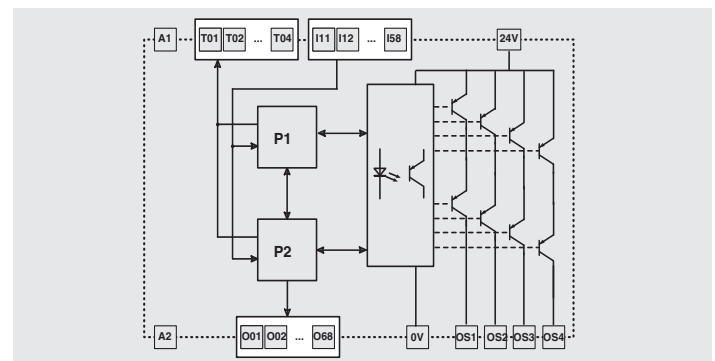 A1 T01 T02 ... T04 I11 I12 ... I58 24V
P1
P2
A2 O01 O02 ... O68 0V OS1 OS2 OS3 OS4